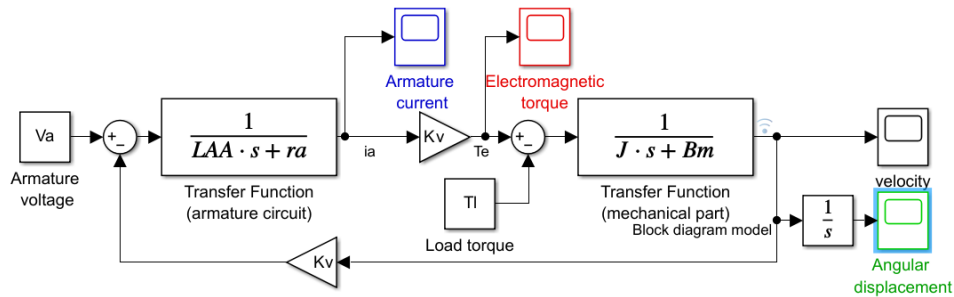 Va
Armature
voltage
+
−
1
LAA · s + ra
Transfer Function
(armature circuit)
Armature
current
ia
Kv
Te
Electromagnetic
torque
+
−
Tl
Load torque
1
J · s + Bm
Transfer Function
(mechanical part)
Block diagram model
velocity
1
s
Angular
displacement
Kv